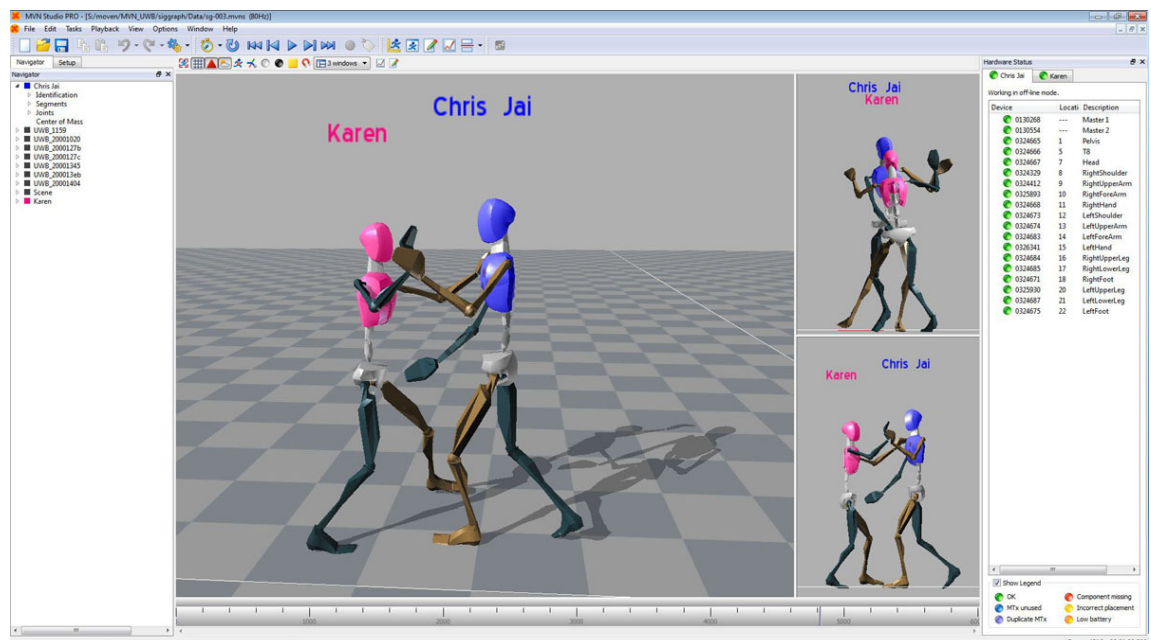 MVN Studio PRO - [S:/moven/MVN_UWB/siggraph/Data/sg-003.mvns (80Hz)]
File Edit Tasks Playback View Options Window Help
Navigator Setup
3 windows
Navigator
Chris Jai
Identification
Segments
Joints
Center of Mass
UWB_1159
UWB_20001020
UWB_2000127b
UWB_2000127c
UWB_20001345
UWB_200013eb
UWB_20001404
Scene
Karen
Chris Jai
Karen
Chris Jai
Karen
Chris Jai
Karen
1000 2000 3000 4000 5000
Hardware Status
Chris Jai Karen
Working in off-line mode.
Device Locati Description
0130268 --- Master1
0130554 --- Master2
0324665 1 Pelvis
0324666 5 T8
0324667 7 Head
0324329 8 RightShoulder
0324412 9 RightUpperArm
0325893 10 RightForeArm
0324668 11 RightHand
0324673 12 LeftShoulder
0324674 13 LeftUpperArm
0324683 14 LeftForeArm
0326341 15 LeftHand
0324684 16 RightUpperLeg
0324685 17 RightLowerLeg
0324671 18 RightFoot
0325930 20 LeftUpperLeg
0324687 21 LeftLowerLeg
0324675 22 LeftFoot
Show Legend
OK Component missing
MTx unused Incorrect placement
Duplicate MTx Low battery